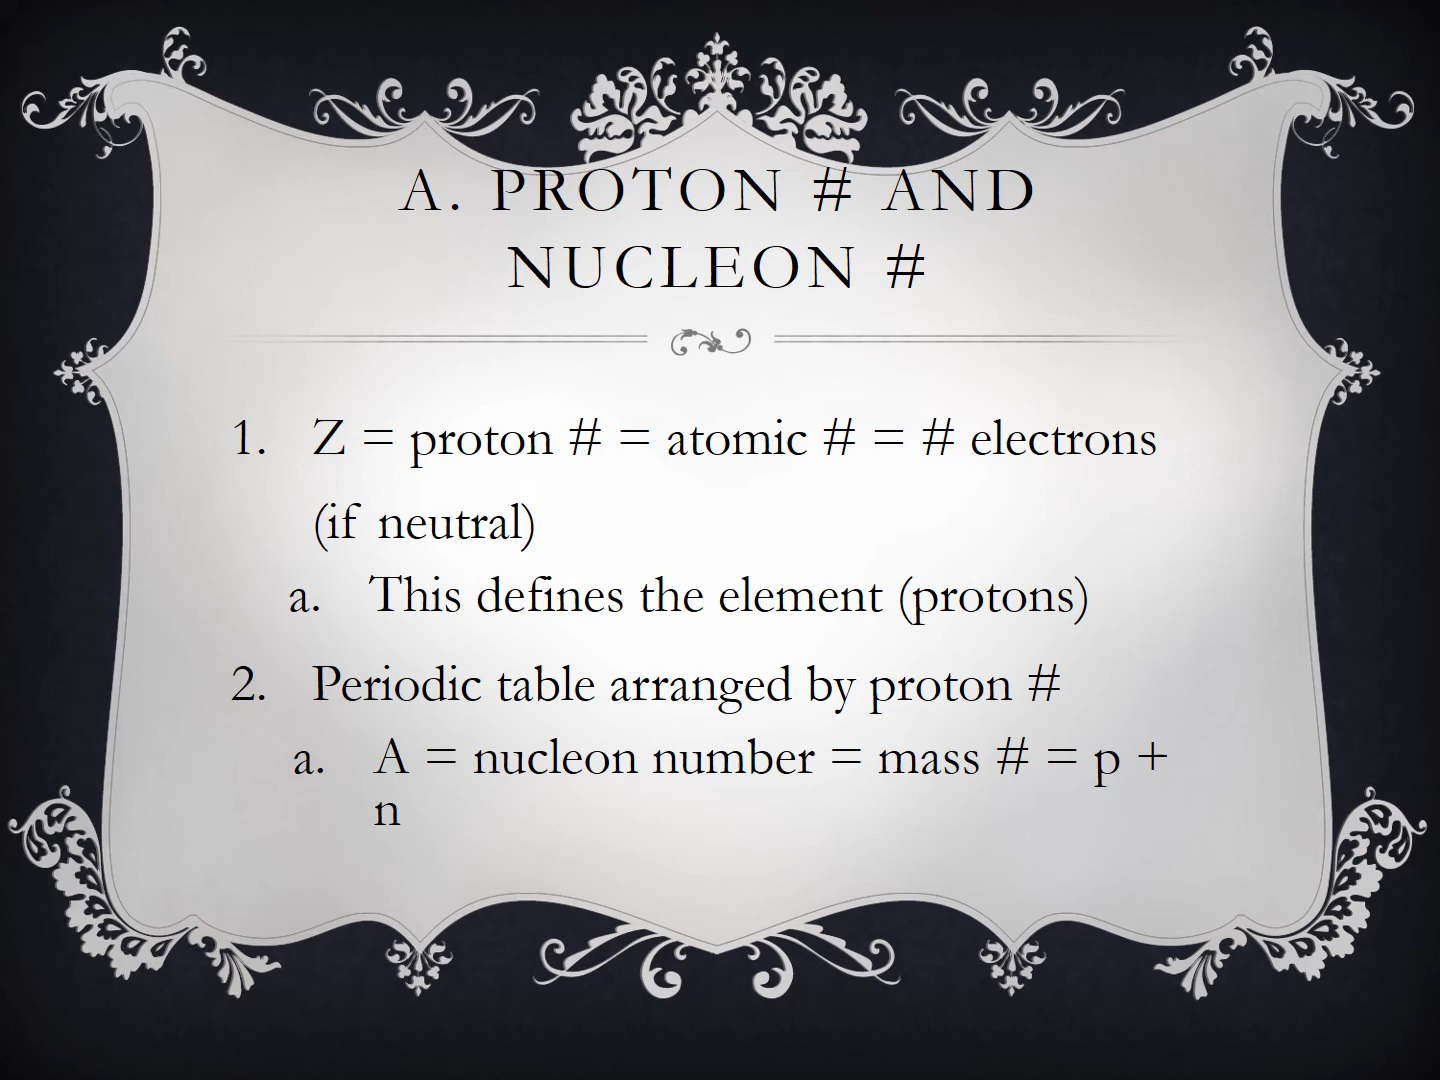 A. PROTON # AND
NUCLEON #
1. Z = proton # = atomic # = # electrons
(if neutral)
a. This defines the element (protons)
2. Periodic table arranged by proton #
a. A = nucleon number = mass # = p +
n